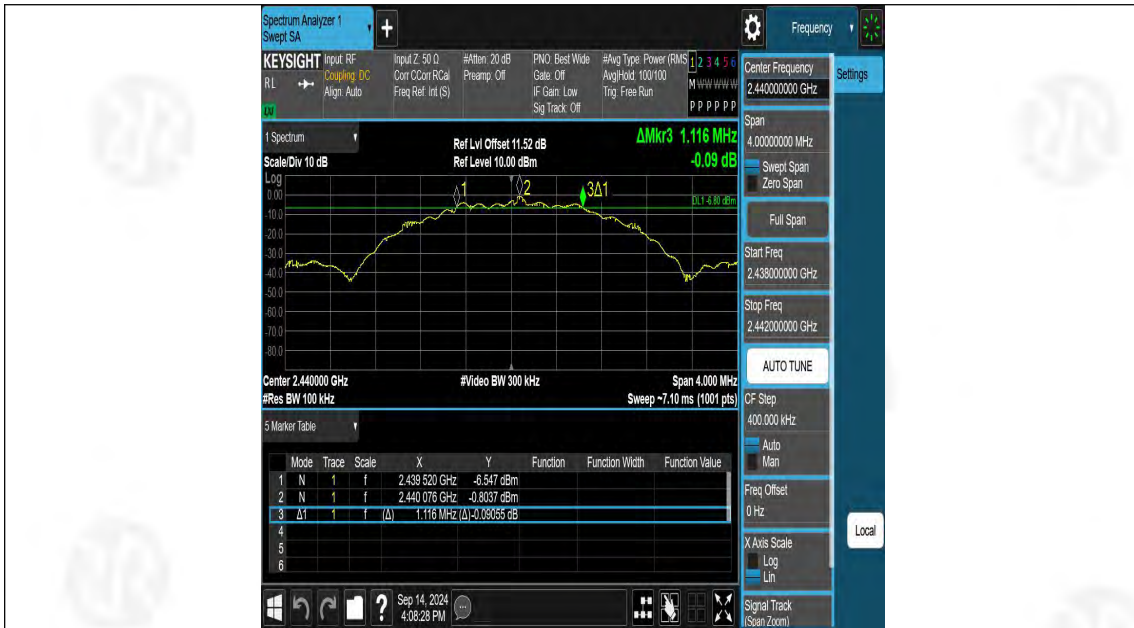 Spectrum Analyzer 1
Swept SA
+
Frequency
KEYSIGHT
RL
Input: RF
Coupling: DC
Align: Auto
Input Z: 50 Ω
Corr CCorr RCal
Freq Ref: Int (S)
#Atten: 20 dB
Preamp: Off
PNO: Best Wide
Gate: Off
IF Gain: Low
Sig Track: Off
#Avg Type: Power (RMS
Avg|Hold: 100/100
Trig: Free Run
1 2 3 4 5 6
M W W W W W
P P P P P P
1 Spectrum
Scale/Div 10 dB
Ref Lvl Offset 11.52 dB
Ref Level 10.00 dBm
ΔMkr3 1.116 MHz
-0.09 dB
Log
0.00
-10.0
-20.0
-30.0
-40.0
-50.0
-60.0
-70.0
-80.0
1
2
3Δ1
DL1 -6.80 dBm
Center 2.440000 GHz
#Res BW 100 kHz
#Video BW 300 kHz
Span 4.000 MHz
Sweep ~7.10 ms (1001 pts)
5 Marker Table
Mode Trace Scale X Y Function Function Width Function Value
1 N 1 f 2.439 520 GHz -6.547 dBm
2 N 1 f 2.440 076 GHz -0.8037 dBm
3 Δ1 1 f (Δ) 1.116 MHz (Δ) -0.09055 dB
4
5
6
?
Sep 14, 2024
4:08:28 PM
Center Frequency
2.440000000 GHz
Settings
Span
4.00000000 MHz
Swept Span
Zero Span
Full Span
Start Freq
2.438000000 GHz
Stop Freq
2.442000000 GHz
AUTO TUNE
CF Step
400.000 kHz
Auto
Man
Freq Offset
0 Hz
X Axis Scale
Log
Lin
Local
Signal Track
(Span Zoom)